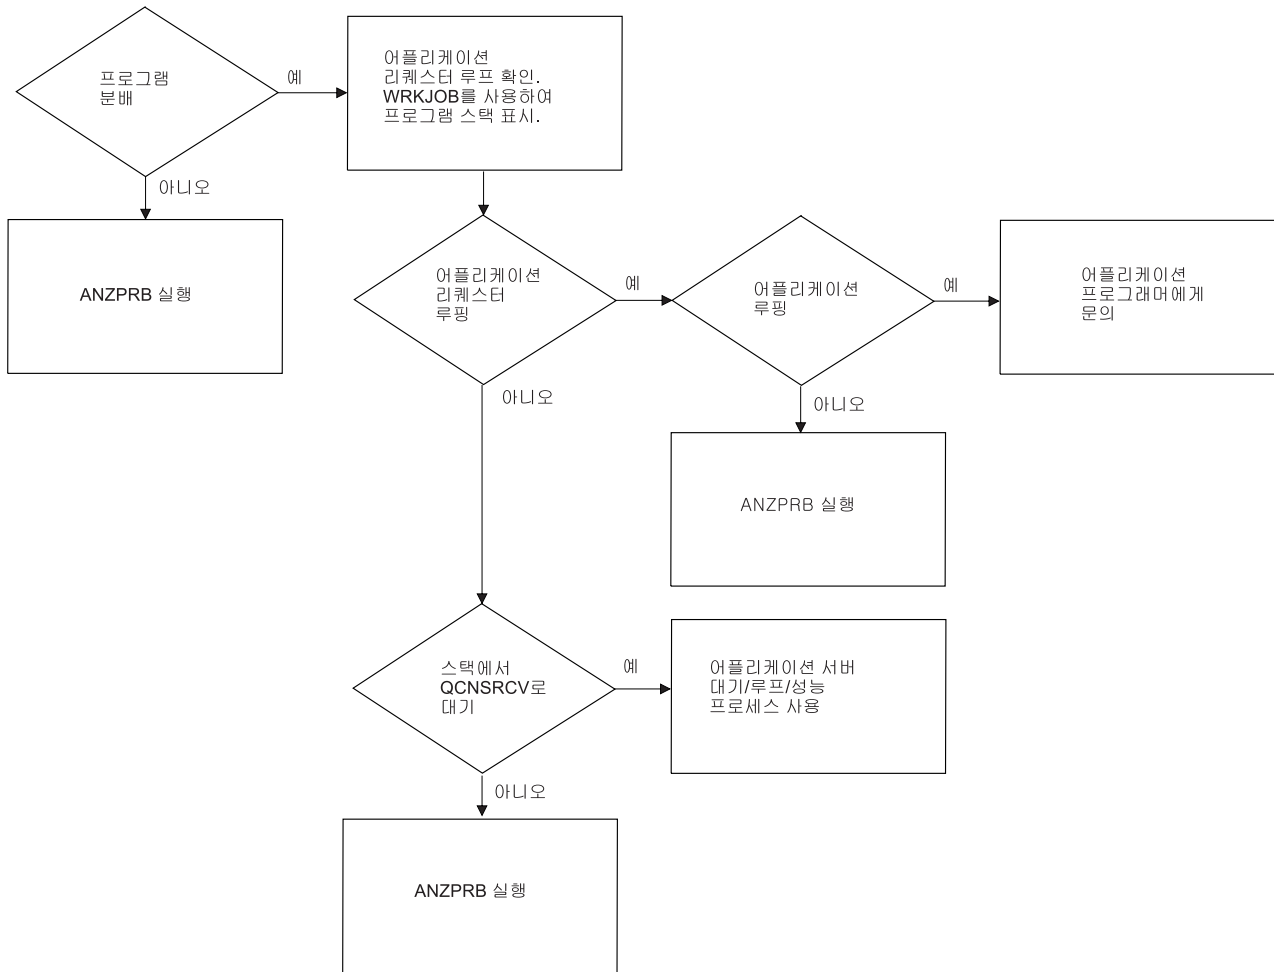 프로그램
분배
예
어플리케이션
리퀘스터 루프 확인.
WRKJOB를 사용하여
프로그램 스택 표시.
아니오
ANZPRB 실행
어플리케이션
리퀘스터
루핑
예
어플리케이션
루핑
예
어플리케이션
프로그래머에게
문의
아니오
아니오
ANZPRB 실행
스택에서
QCNSRCV로
대기
예
어플리케이션 서버
대기/루프/성능
프로세스 사용
아니오
ANZPRB 실행